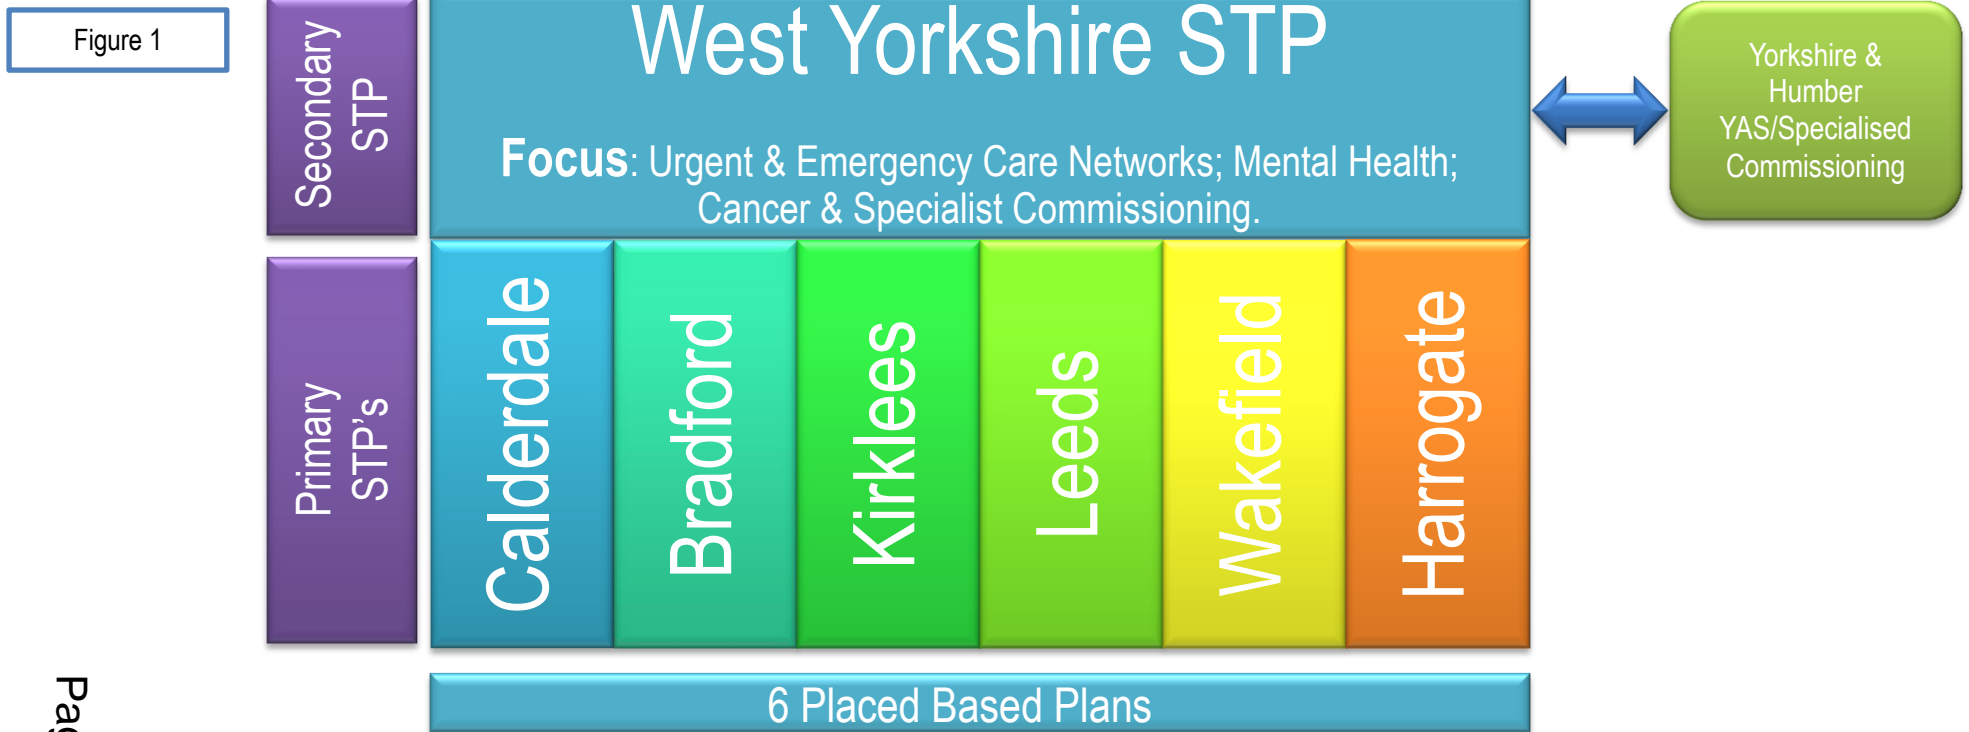 Figure 1
Secondary
STP
West Yorkshire STP
Focus: Urgent & Emergency Care Networks; Mental Health;
Cancer & Specialist Commissioning.
Yorkshire &
Humber
YAS/Specialised
Commissioning
Primary
STP's
Calderdale
Bradford
Kirklees
Leeds
Wakefield
Harrogate
6 Placed Based Plans